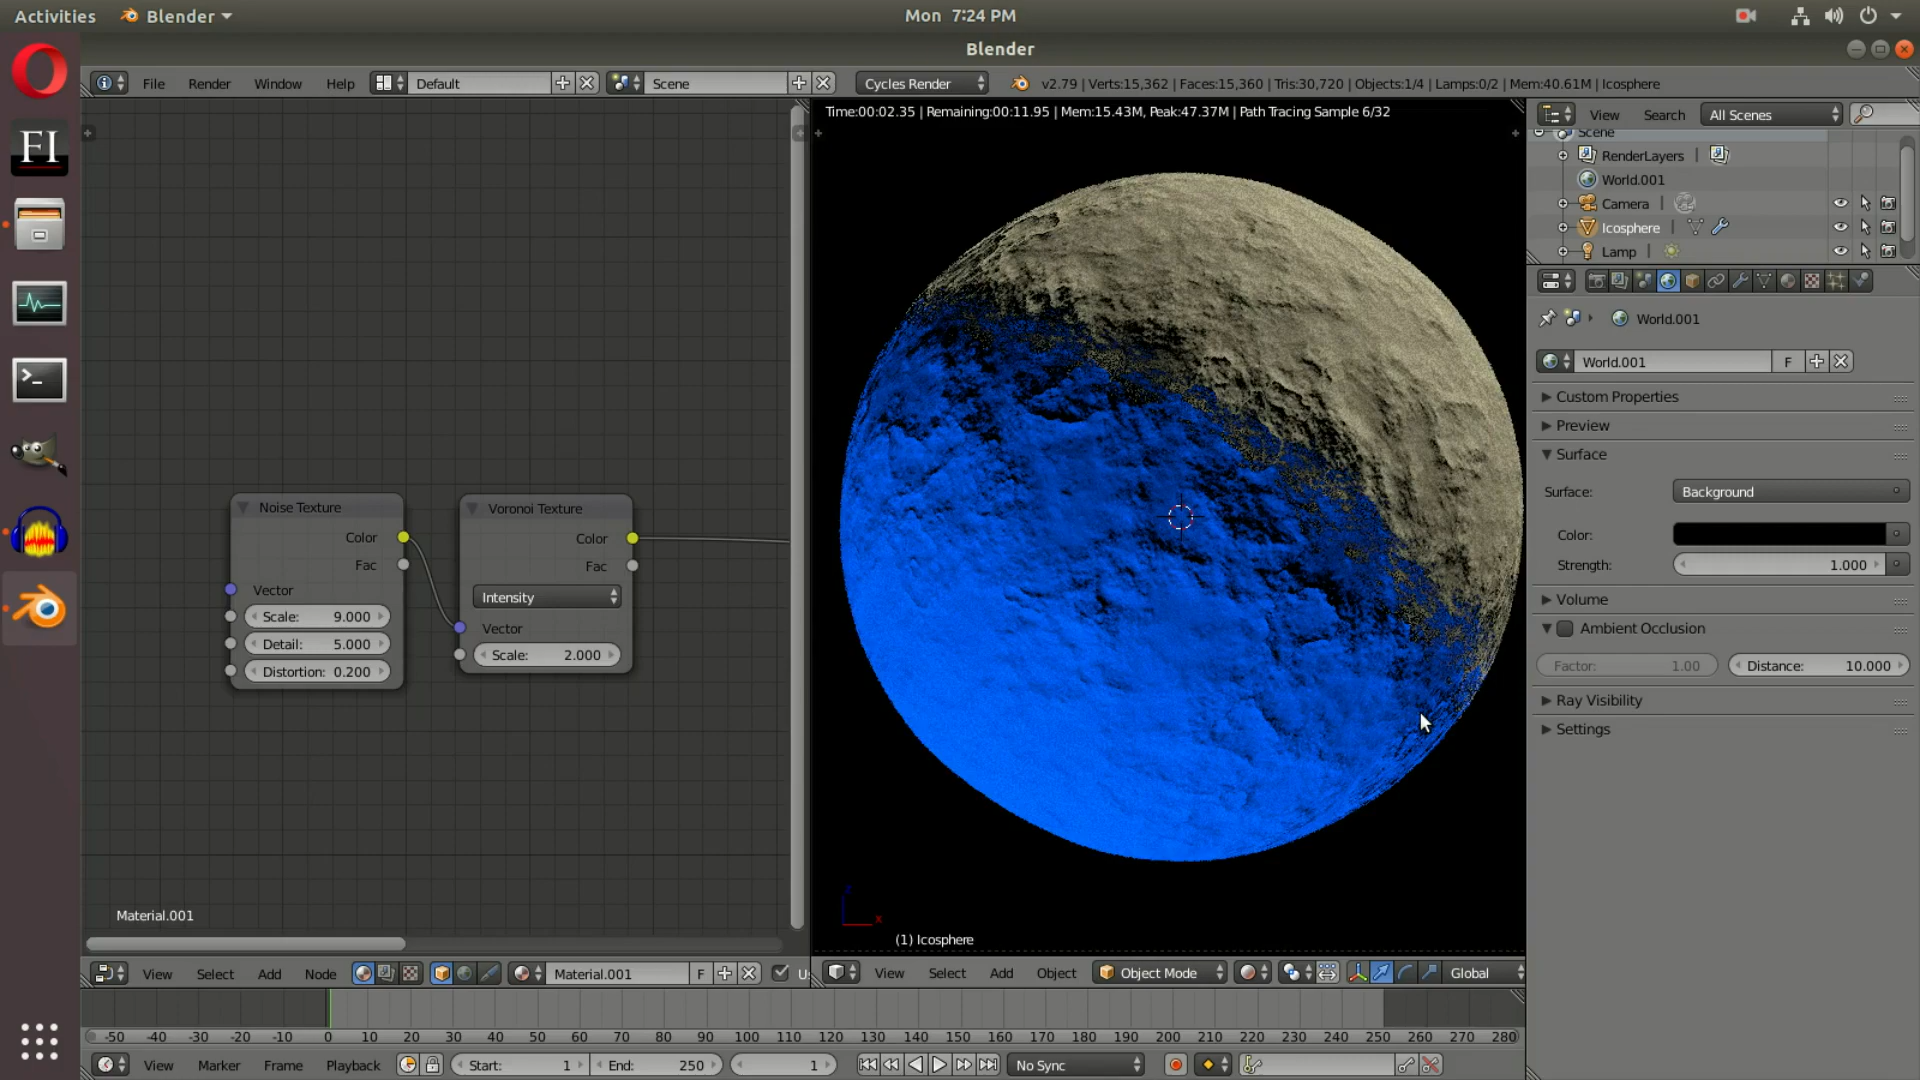 Activities Blender Mon 7:24 PM
Blender
FI
File Render Window Help Default Scene Cycles Render v2.79 | Verts:15,362 | Faces:15,360 | Tris:30,720 | Objects:1/4 | Lamps:0/2 | Mem:40.61M | Icosphere
Time:00:02.35 | Remaining:00:11.95 | Mem:15.43M, Peak:47.37M | Path Tracing Sample 6/32
View Search All Scenes
Scene
RenderLayers
World.001
Camera
Icosphere
Lamp
World.001
World.001 F
Custom Properties
Preview
Surface
Surface: Background
Color:
Strength: 1.000
Volume
Ambient Occlusion
Factor: 1.00 Distance: 10.000
Ray Visibility
Settings
Noise Texture
Color
Fac
Vector
Scale: 9.000
Detail: 5.000
Distortion: 0.200
Voronoi Texture
Color
Fac
Intensity
Vector
Scale: 2.000
Material.001
z
x
(1) Icosphere
View Select Add Node Material.001 F
View Select Add Object Object Mode Global
-50 -40 -30 -20 -10 0 10 20 30 40 50 60 70 80 90 100 110 120 130 140 150 160 170 180 190 200 210 220 230 240 250 260 270 280
View Marker Frame Playback Start: 1 End: 250 1 No Sync